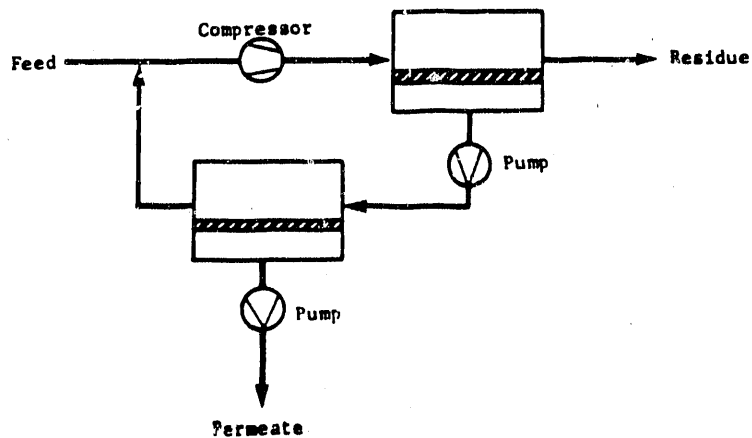 Compressor
Feed
Residue
Pump
Pump
Permeate